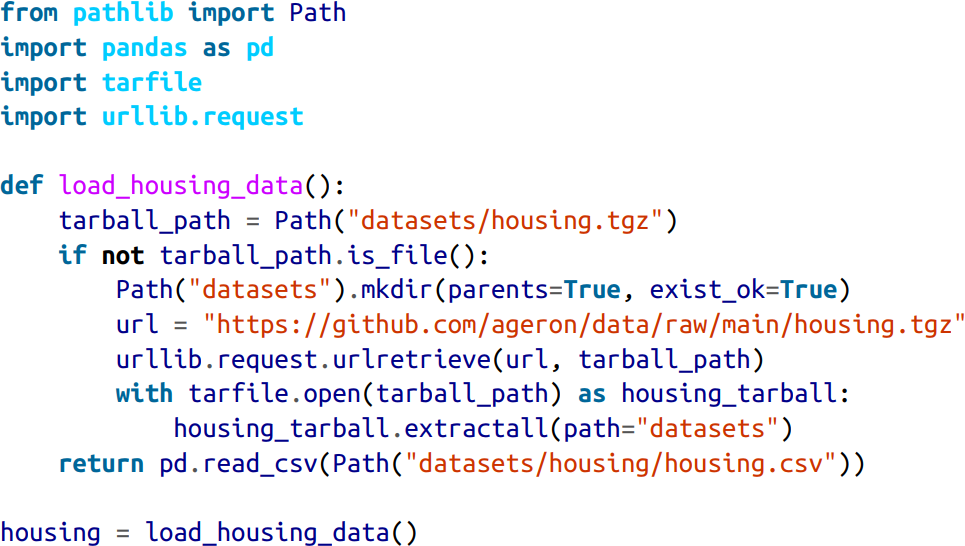 from pathlib import Path
import pandas as pd
import tarfile
import urllib.request

def load_housing_data():
    tarball_path = Path("datasets/housing.tgz")
    if not tarball_path.is_file():
        Path("datasets").mkdir(parents=True, exist_ok=True)
        url = "https://github.com/ageron/data/raw/main/housing.tgz"
        urllib.request.urlretrieve(url, tarball_path)
        with tarfile.open(tarball_path) as housing_tarball:
            housing_tarball.extractall(path="datasets")
    return pd.read_csv(Path("datasets/housing/housing.csv"))

housing = load_housing_data()